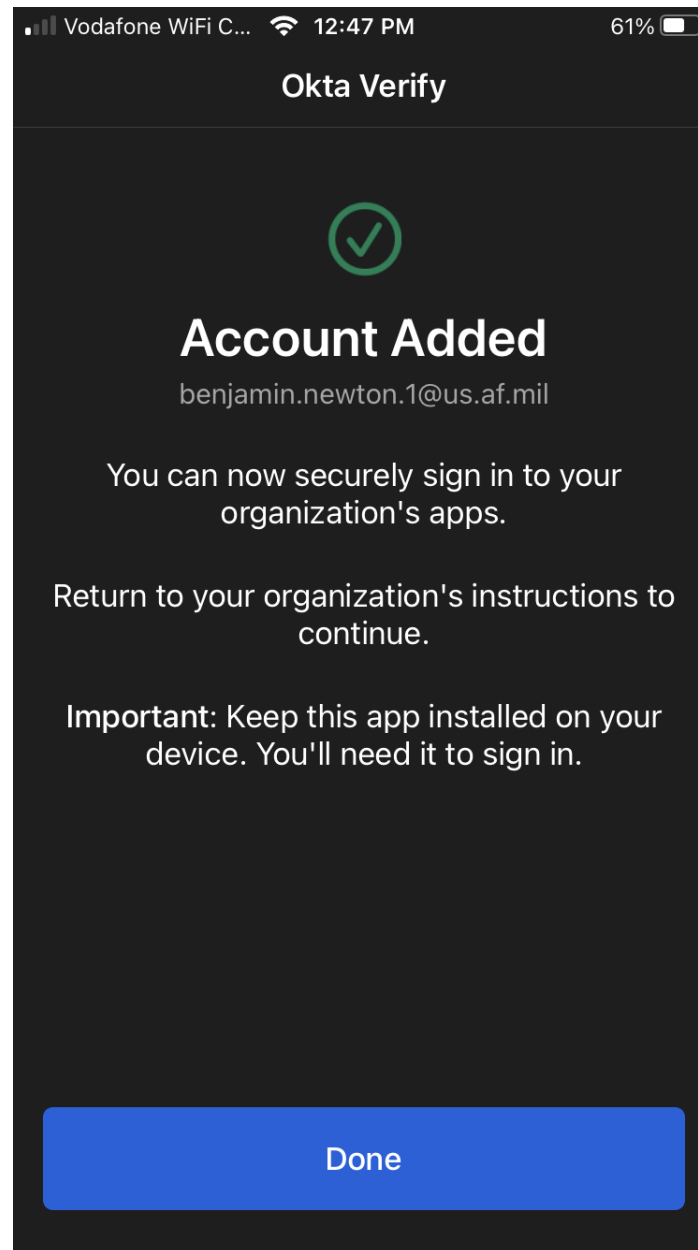 Vodafone WiFi C... 12:47 PM 61%
Okta Verify
Account Added
benjamin.newton.1@us.af.mil
You can now securely sign in to your
organization's apps.
Return to your organization's instructions to
continue.
Important: Keep this app installed on your
device. You'll need it to sign in.
Done